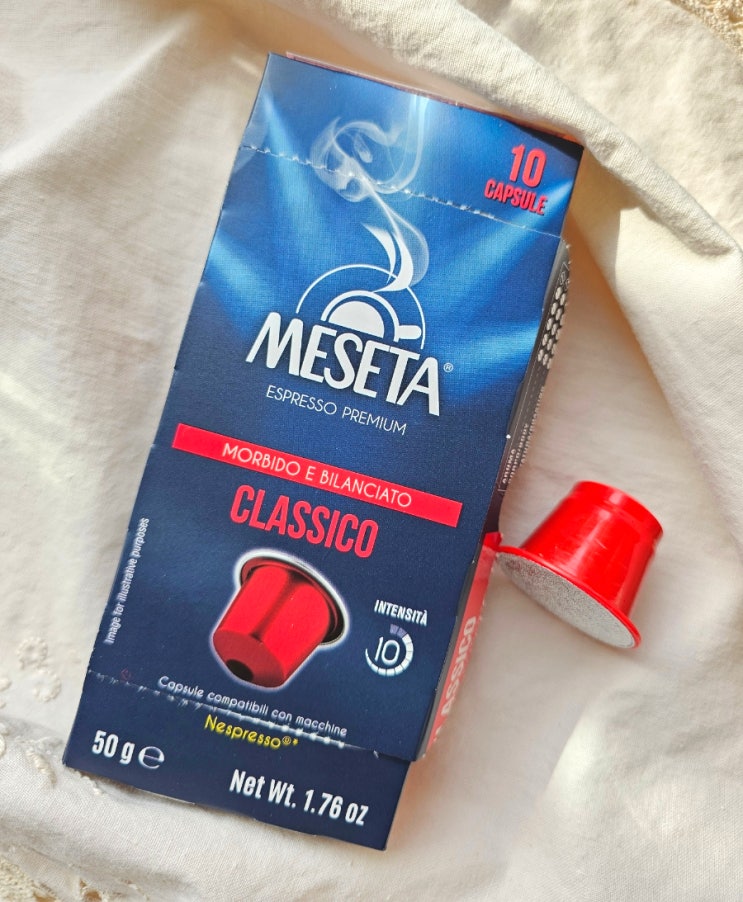 10
CAPSULE
MESETA®
ESPRESSO PREMIUM
MORBIDO E BILANCIATO
CLASSICO
Image for illustrative purposes
INTENSITÀ
10
Capsule compatibili con macchine
Nespresso®*
50 g ℮
Net Wt. 1.76 oz